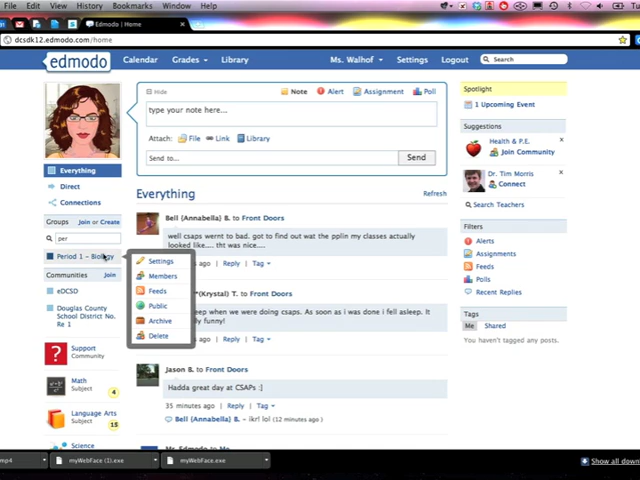 File Edit View History Bookmarks Window Help
Edmodo | Home
dcsdk12.edmodo.com/home
edmodo Calendar Grades Library Ms. Walhof Settings Logout Search
Hide Note Alert Assignment Poll
type your note here...
Attach: File Link Library
Send to... Send
Everything
Direct
Connections
Groups Join or Create
per
Period 1 – Biology
Communities Join
eDCSD
Douglas County
School District No.
Re 1
Support
Community
Math
Subject
4
Language Arts
Subject
15
Science
Settings
Members
Feeds
Public
Archive
Delete
Everything Refresh
Bell (Annabella) B. to Front Doors
well csaps wernt to bad. got to find out wat the pplin my classes actually
looked like.... tht was nice....
ago Reply Tag
(Krystal) T. to Front Doors
eep when we were doing csaps. As soon as i was done i fell asleep.
y funny!
ago Reply Tag
Jason B. to Front Doors
Hadda great day at CSAPs :]
35 minutes ago Reply Tag
Bell (Annabella) B. - ikr! lol (12 minutes ago)
Spotlight
1 Upcoming Event
Suggestions
Health & P.E. x
Join Community
Dr. Tim Morris x
Connect
Search Teachers
Filters
Alerts
Assignments
Feeds
Polls
Recent Replies
Tags
Me Shared
You haven't tagged any posts.
mp4 myWebFace (1).exe myWebFace.exe Show all down